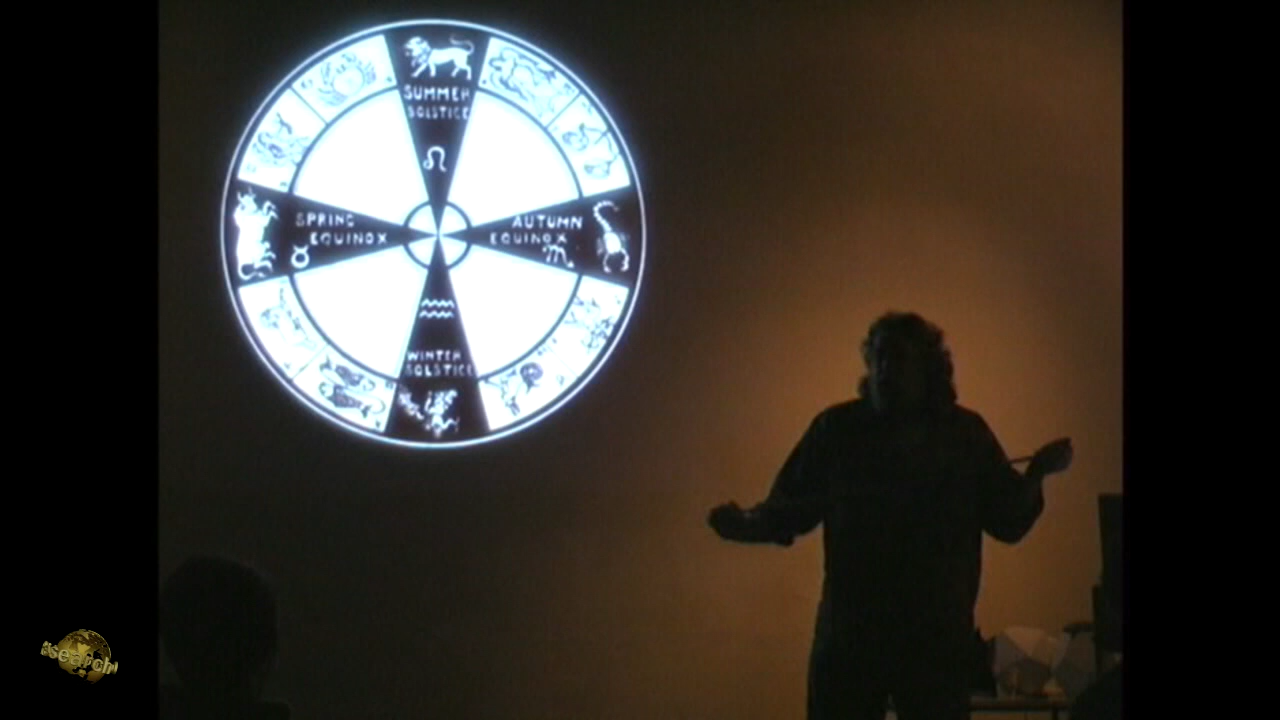 SUMMER
SOLSTICE
SPRING
EQUINOX
AUTUMN
EQUINOX
WINTER
SOLSTICE